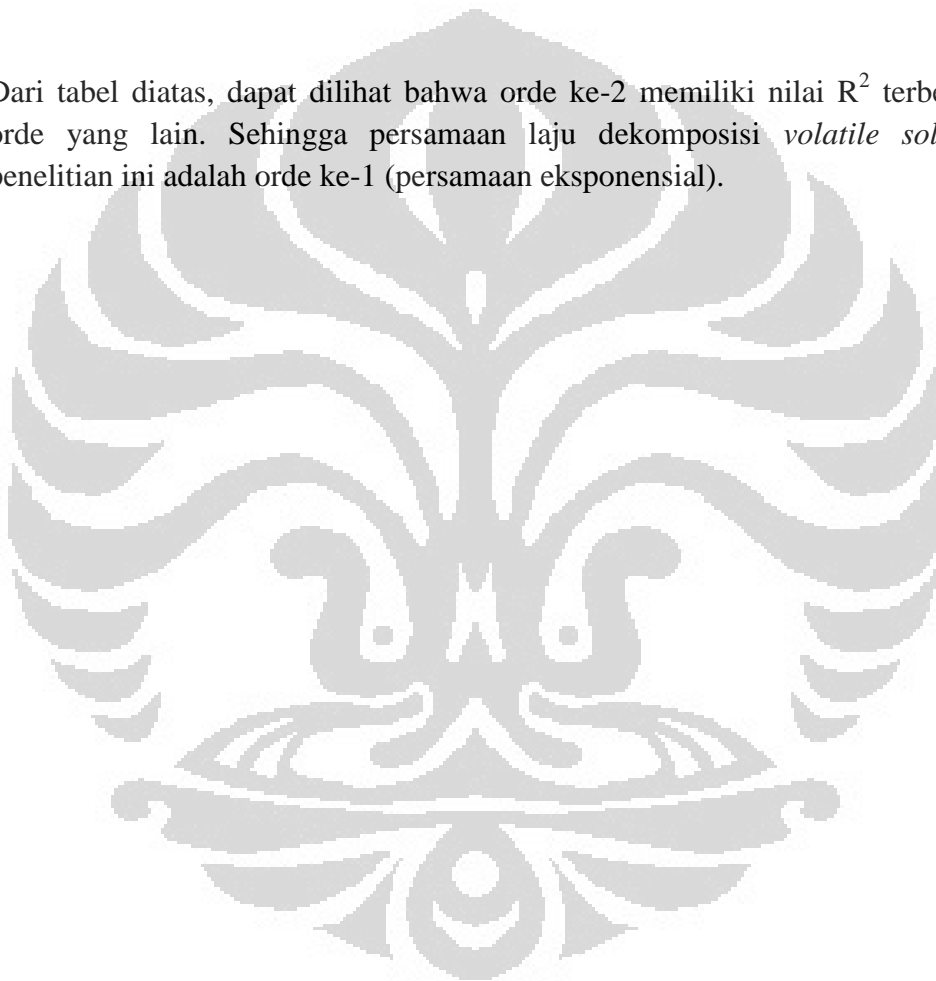 Dari tabel diatas, dapat dilihat bahwa orde ke-2 memiliki nilai R² terbe
orde yang lain. Sehingga persamaan laju dekomposisi volatile sol
penelitian ini adalah orde ke-1 (persamaan eksponensial).